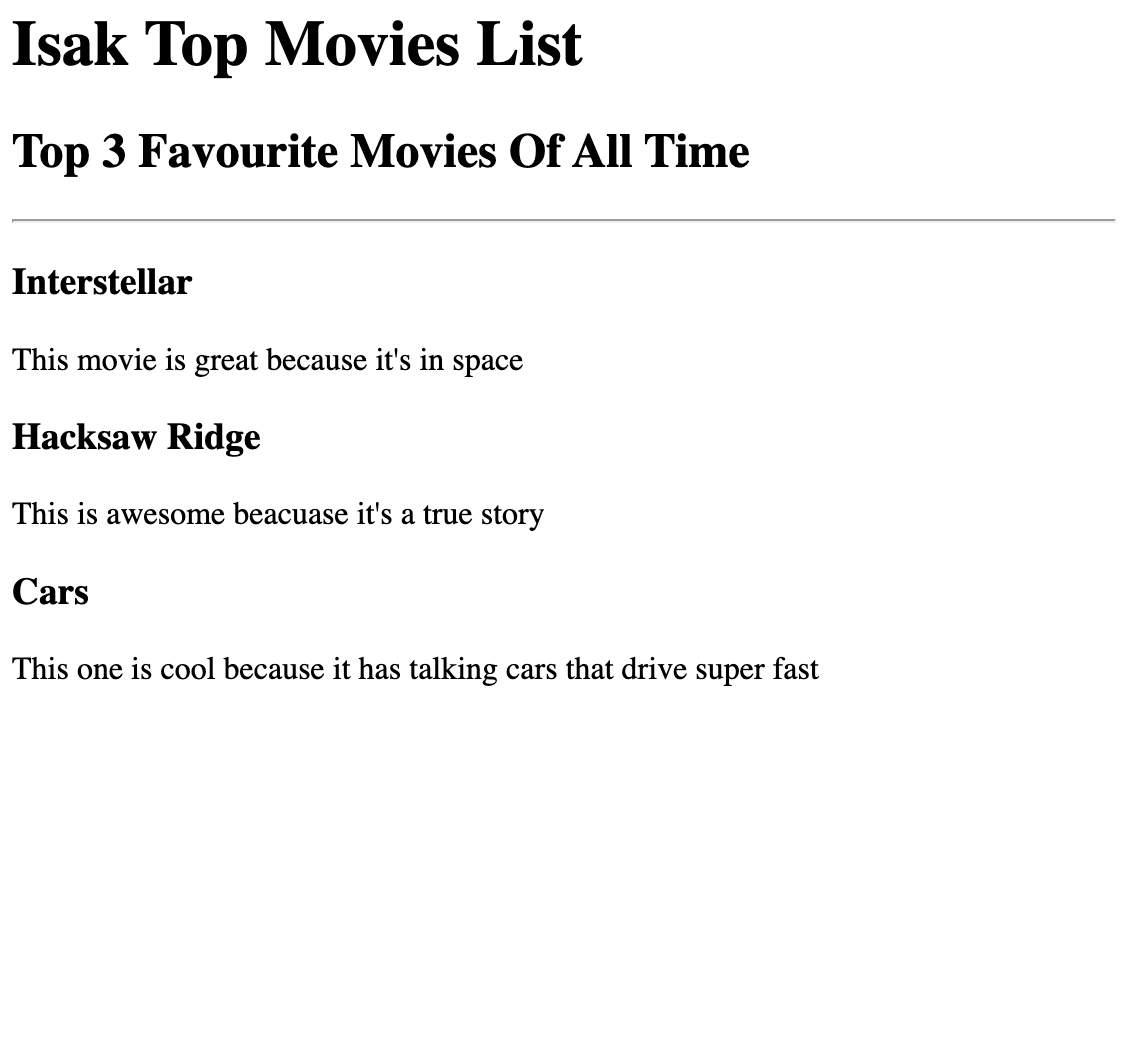 Isak Top Movies List
Top 3 Favourite Movies Of All Time
Interstellar
This movie is great because it's in space
Hacksaw Ridge
This is awesome beacuase it's a true story
Cars
This one is cool because it has talking cars that drive super fast